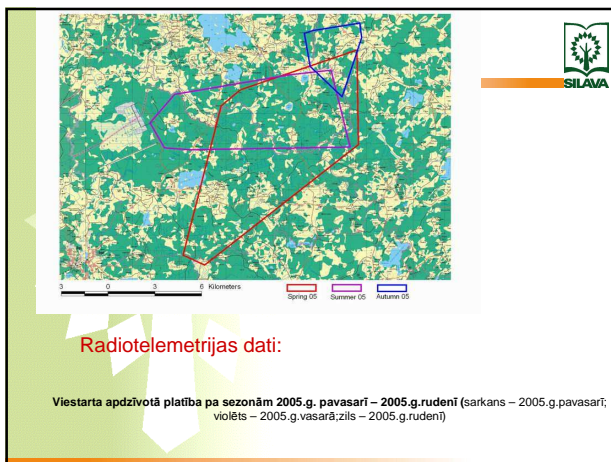 SILAVA
3 0 3 6 Kilometers
Spring 05 Summer 05 Autumn 05
Radiotelemetrijas dati:
Viestarta apdzīvotā platība pa sezonām 2005.g. pavasarī – 2005.g.rudenī (sarkans – 2005.g.pavasarī;
violēts – 2005.g.vasarā;zils – 2005.g.rudenī)